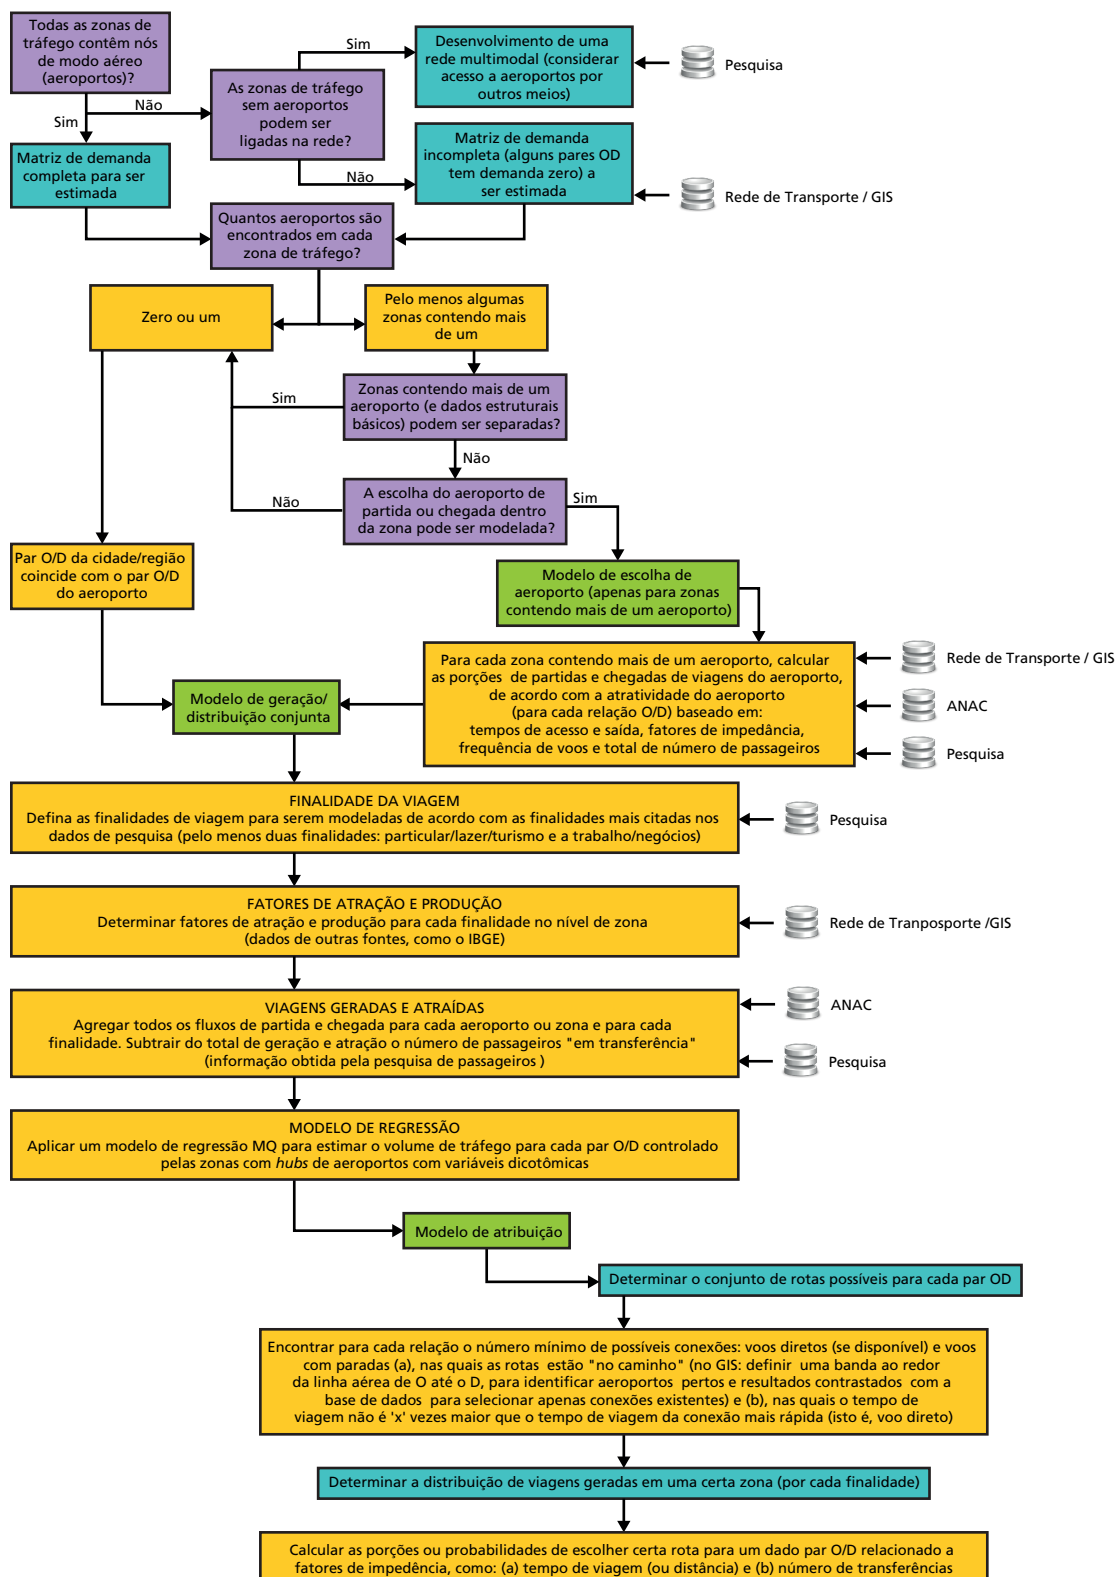 Todas as zonas de
tráfego contêm nós
de modo aéreo
(aeroportos)?
Sim
Desenvolvimento de uma
rede multimodal (considerar
acesso a aeroportos por
outros meios)
Pesquisa
Não
As zonas de tráfego
sem aeroportos
podem ser
ligadas na rede?
Sim
Matriz de demanda
completa para ser
estimada
Não
Matriz de demanda
incompleta (alguns pares OD
tem demanda zero) a
ser estimada
Rede de Transporte / GIS
Quantos aeroportos são
encontrados em cada
zona de tráfego?
Zero ou um
Pelo menos algumas
zonas contendo mais
de um
Sim
Zonas contendo mais de um
aeroporto (e dados estruturais
básicos) podem ser separadas?
Não
Não
A escolha do aeroporto de
partida ou chegada dentro
da zona pode ser modelada?
Sim
Par O/D da cidade/região
coincide com o par O/D
do aeroporto
Modelo de escolha de
aeroporto (apenas para zonas
contendo mais de um aeroporto)
Para cada zona contendo mais de um aeroporto, calcular
as porções de partidas e chegadas de viagens do aeroporto,
de acordo com a atratividade do aeroporto
(para cada relação O/D) baseado em:
tempos de acesso e saída, fatores de impedância,
frequência de voos e total de número de passageiros
Rede de Transporte / GIS
ANAC
Pesquisa
Modelo de geração/
distribuição conjunta
FINALIDADE DA VIAGEM
Defina as finalidades de viagem para serem modeladas de acordo com as finalidades mais citadas nos
dados de pesquisa (pelo menos duas finalidades: particular/lazer/turismo e a trabalho/negócios)
Pesquisa
FATORES DE ATRAÇÃO E PRODUÇÃO
Determinar fatores de atração e produção para cada finalidade no nível de zona
(dados de outras fontes, como o IBGE)
Rede de Tranposporte /GIS
VIAGENS GERADAS E ATRAÍDAS
Agregar todos os fluxos de partida e chegada para cada aeroporto ou zona e para cada
finalidade. Subtrair do total de geração e atração o número de passageiros "em transferência"
(informação obtida pela pesquisa de passageiros )
ANAC
Pesquisa
MODELO DE REGRESSÃO
Aplicar um modelo de regressão MQ para estimar o volume de tráfego para cada par O/D controlado
pelas zonas com hubs de aeroportos com variáveis dicotômicas
Modelo de atribuição
Determinar o conjunto de rotas possíveis para cada par OD
Encontrar para cada relação o número mínimo de possíveis conexões: voos diretos (se disponível) e voos
com paradas (a), nas quais as rotas estão "no caminho" (no GIS: definir uma banda ao redor
da linha aérea de O até o D, para identificar aeroportos pertos e resultados contrastados com a
base de dados para selecionar apenas conexões existentes) e (b), nas quais o tempo de
viagem não é 'x' vezes maior que o tempo de viagem da conexão mais rápida (isto é, voo direto)
Determinar a distribuição de viagens geradas em uma certa zona (por cada finalidade)
Calcular as porções ou probabilidades de escolher certa rota para um dado par O/D relacionado a
fatores de impedância, como: (a) tempo de viagem (ou distância) e (b) número de transferências